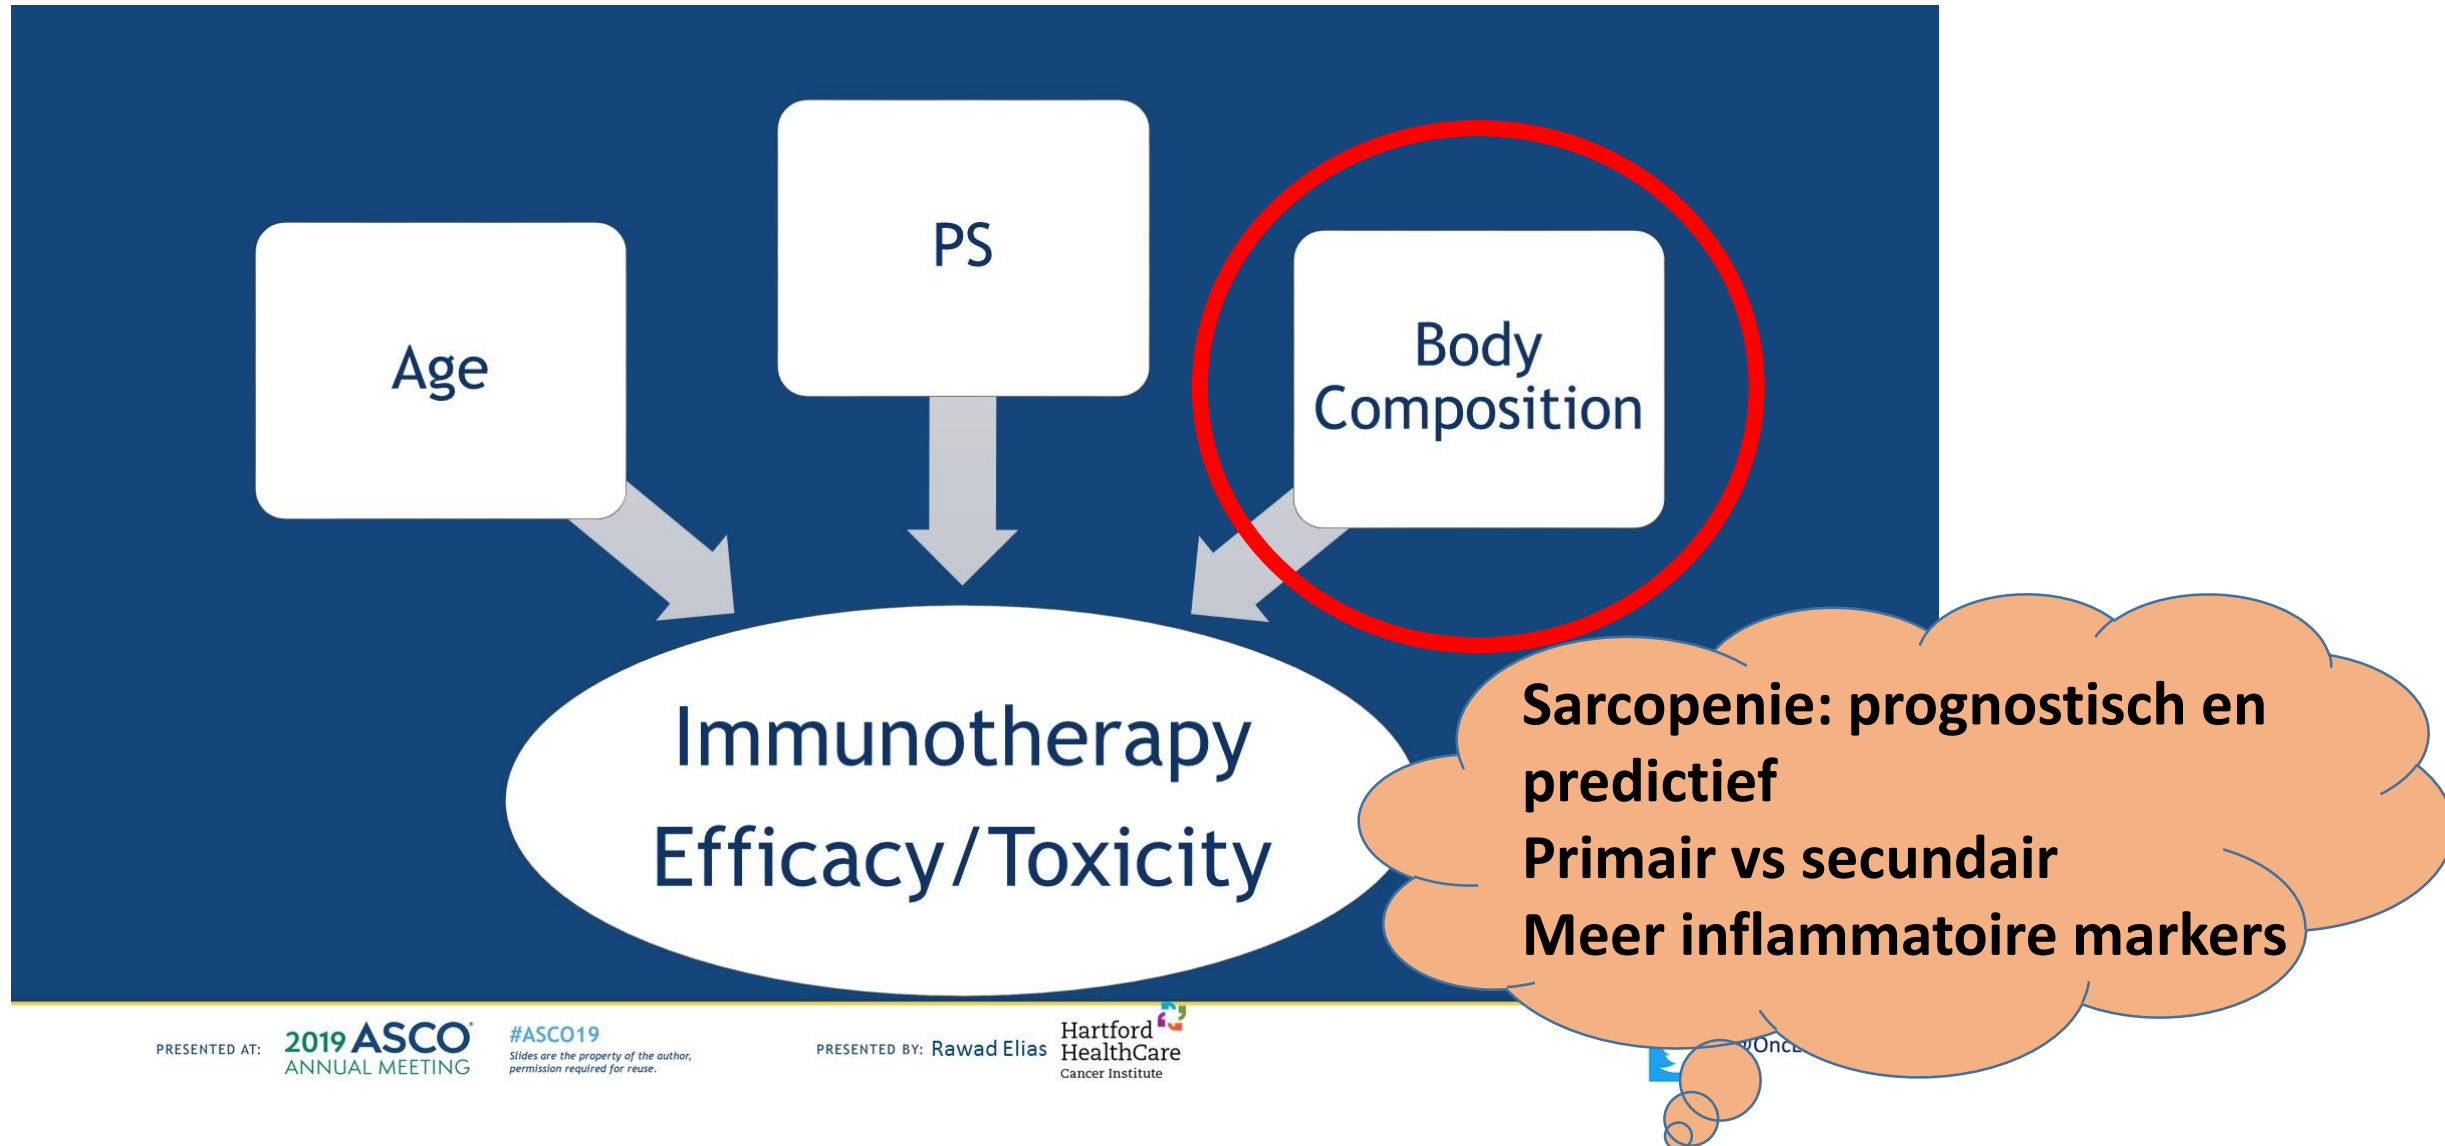 PS
Age
Body
Composition
Immunotherapy
Efficacy/Toxicity
Sarcopenie: prognostisch en
predictief
Primair vs secundair
Meer inflammatoire markers
PRESENTED AT:
2019 ASCO
ANNUAL MEETING
#ASCO19
Slides are the property of the author,
permission required for reuse.
PRESENTED BY: Rawad Elias
Hartford
HealthCare
Cancer Institute